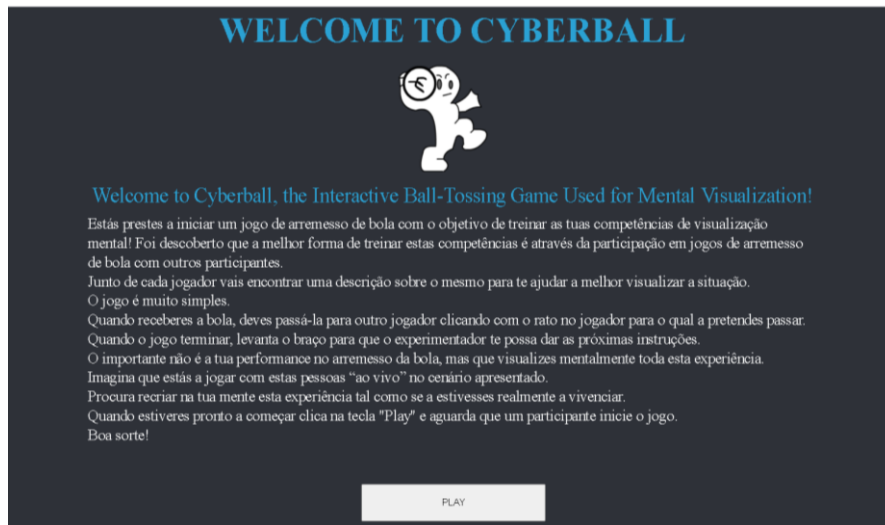 WELCOME TO CYBERBALL
Welcome to Cyberball, the Interactive Ball-Tossing Game Used for Mental Visualization!
Estás prestes a iniciar um jogo de arremesso de bola com o objetivo de treinar as tuas competências de visualização
mental! Foi descoberto que a melhor forma de treinar estas competências é através da participação em jogos de arremesso
de bola com outros participantes.
Junto de cada jogador vais encontrar uma descrição sobre o mesmo para te ajudar a melhor visualizar a situação.
O jogo é muito simples.
Quando receberes a bola, deves passá-la para outro jogador clicando com o rato no jogador para o qual a pretendes passar.
Quando o jogo terminar, levanta o braço para que o experimentador te possa dar as próximas instruções.
O importante não é a tua performance no arremesso da bola, mas que visualizes mentalmente toda esta experiência.
Imagina que estás a jogar com estas pessoas “ao vivo” no cenário apresentado.
Procura recriar na tua mente esta experiência tal como se a estivesses realmente a vivenciar.
Quando estiveres pronto a começar clica na tecla "Play" e aguarda que um participante inicie o jogo.
Boa sorte!
PLAY